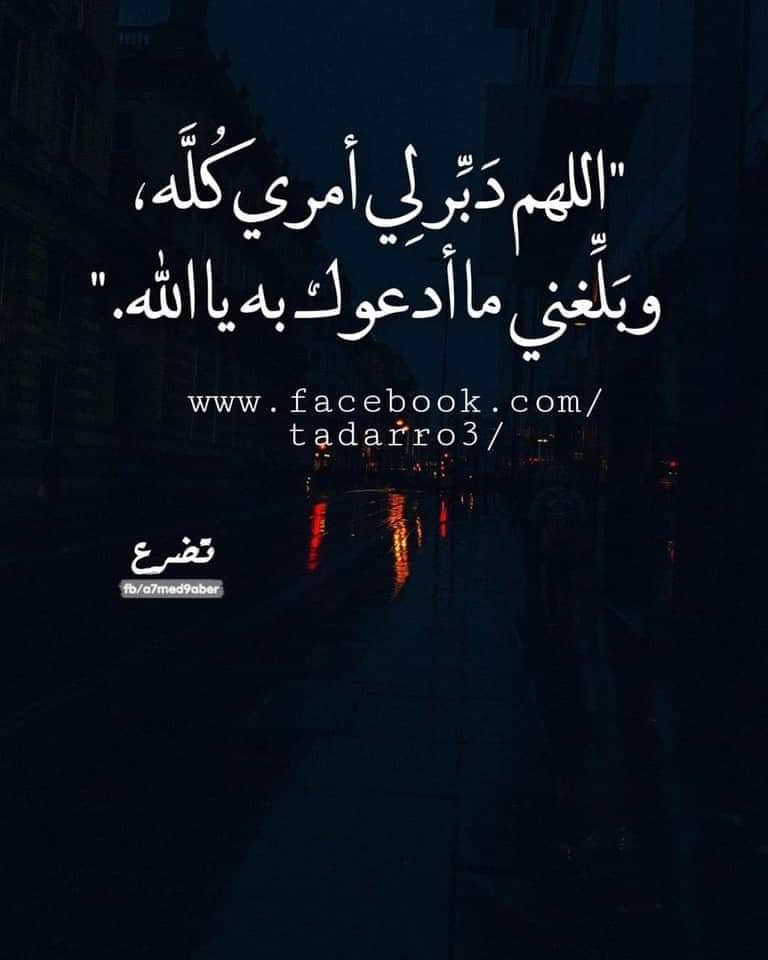 "اللهم دَبِّر لِي أمري كُلَّه،
وبَلِّغني ما أدعوك به يا الله."
www.facebook.com/
tadarro3/
تضرع
fb/a7med9aber